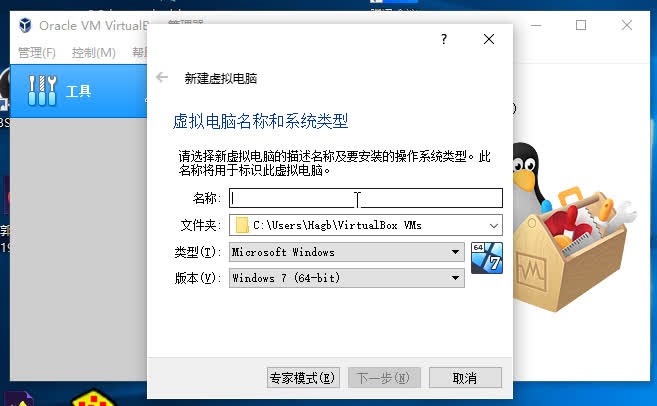 Oracle VM VirtualB
管理器
管理(F) 控制(M) 帮
工具
?
新建虚拟电脑
虚拟电脑名称和系统类型
请选择新虚拟电脑的描述名称及要安装的操作系统类型。此
名称将用于标识此虚拟电脑。
名称:
文件夹: C:\Users\Hagb\VirtualBox VMs
类型(T): Microsoft Windows
64
7
版本(V): Windows 7 (64-bit)
专家模式(E) 下一步(N) 取消